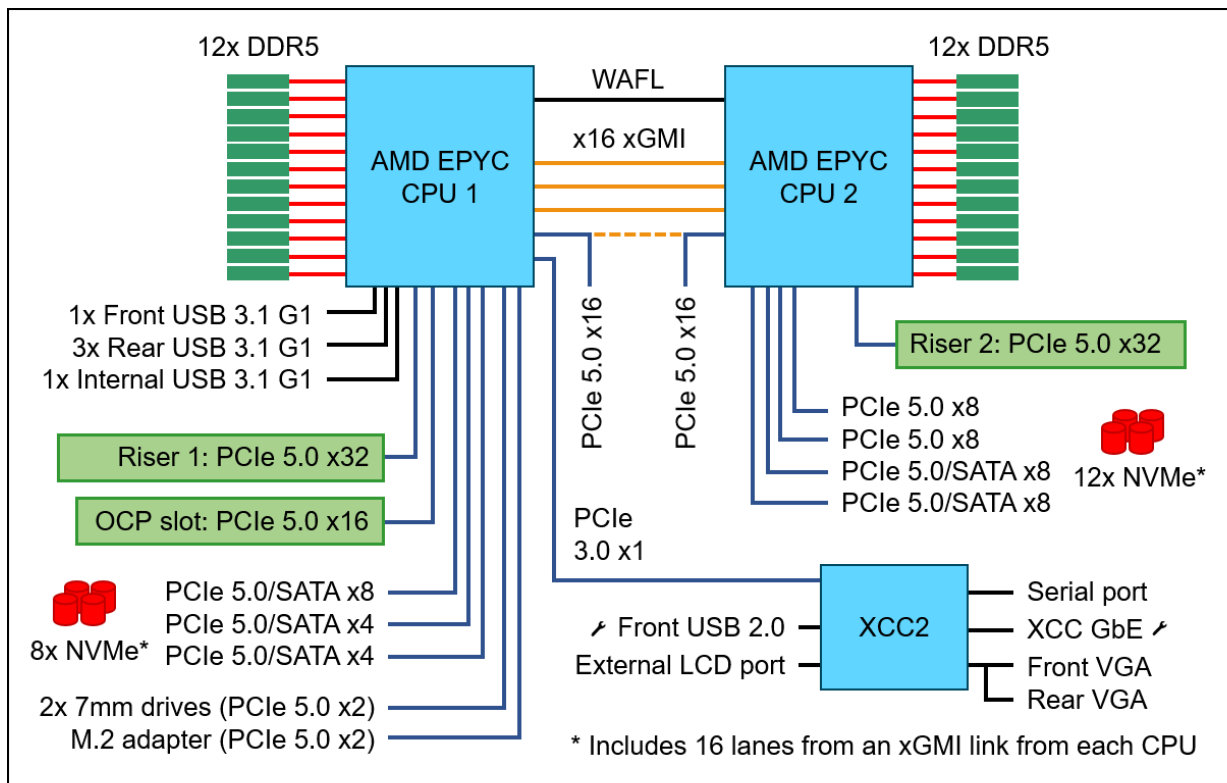 12x DDR5
12x DDR5
WAFL
x16 xGMI
AMD EPYC
CPU 1
AMD EPYC
CPU 2
1x Front USB 3.1 G1
3x Rear USB 3.1 G1
1x Internal USB 3.1 G1
PCIe 5.0 x16
PCIe 5.0 x16
Riser 2: PCIe 5.0 x32
PCIe 5.0 x8
PCIe 5.0 x8
PCIe 5.0/SATA x8
PCIe 5.0/SATA x8
12x NVMe*
Riser 1: PCIe 5.0 x32
OCP slot: PCIe 5.0 x16
PCIe
3.0 x1
PCIe 5.0/SATA x8
PCIe 5.0/SATA x4
PCIe 5.0/SATA x4
8x NVMe*
Front USB 2.0
External LCD port
XCC2
Serial port
XCC GbE
Front VGA
Rear VGA
2x 7mm drives (PCIe 5.0 x2)
M.2 adapter (PCIe 5.0 x2)
* Includes 16 lanes from an xGMI link from each CPU